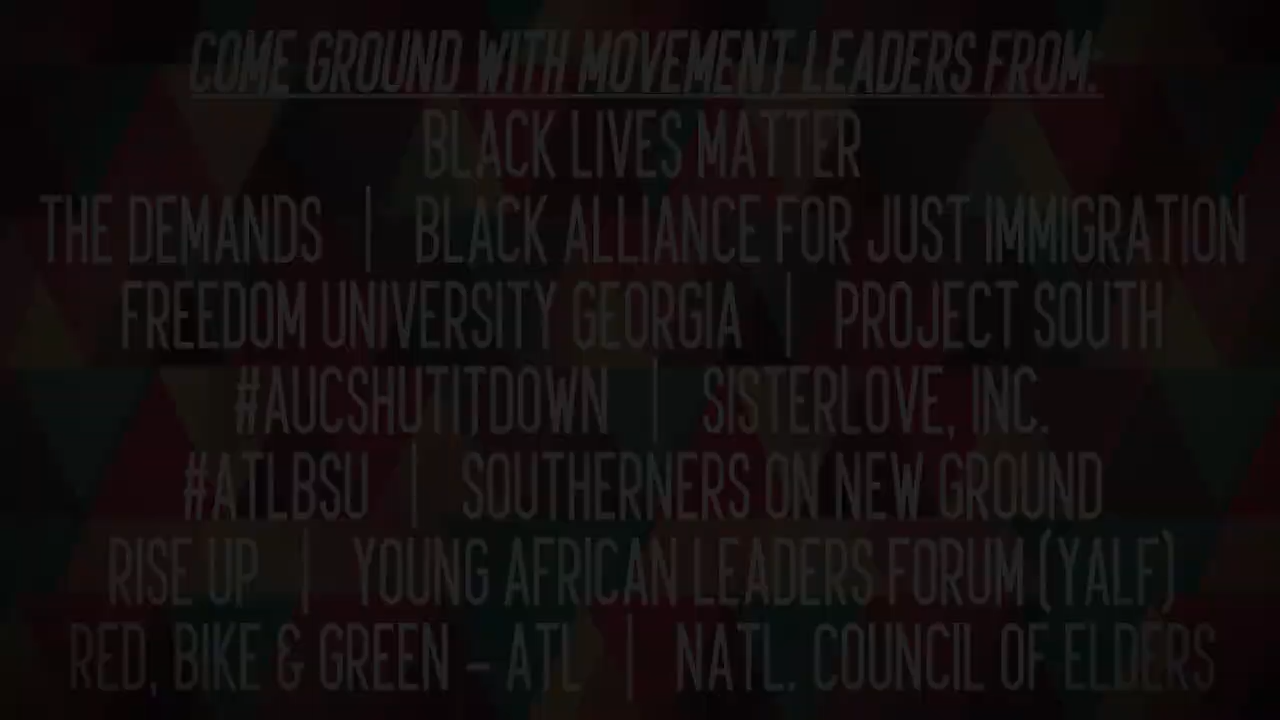 COME GROUND WITH MOVEMENT LEADERS FROM:
BLACK LIVES MATTER
THE DEMANDS | BLACK ALLIANCE FOR JUST IMMIGRATION
FREEDOM UNIVERSITY GEORGIA | PROJECT SOUTH
#AUCSHUTITDOWN | SISTERLOVE, INC.
#ATLBSU | SOUTHERNERS ON NEW GROUND
RISE UP | YOUNG AFRICAN LEADERS FORUM (YALF)
RED, BIKE & GREEN – ATL | NATL. COUNCIL OF ELDERS